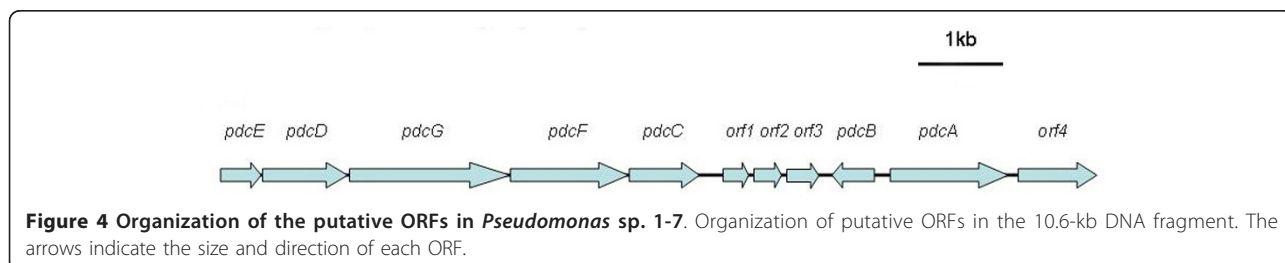 1kb
pdcE pdcD pdcG pdcF pdcC orf1 orf2 orf3 pdcB pdcA orf4
Figure 4 Organization of the putative ORFs in Pseudomonas sp. 1-7. Organization of putative ORFs in the 10.6-kb DNA fragment. The
arrows indicate the size and direction of each ORF.